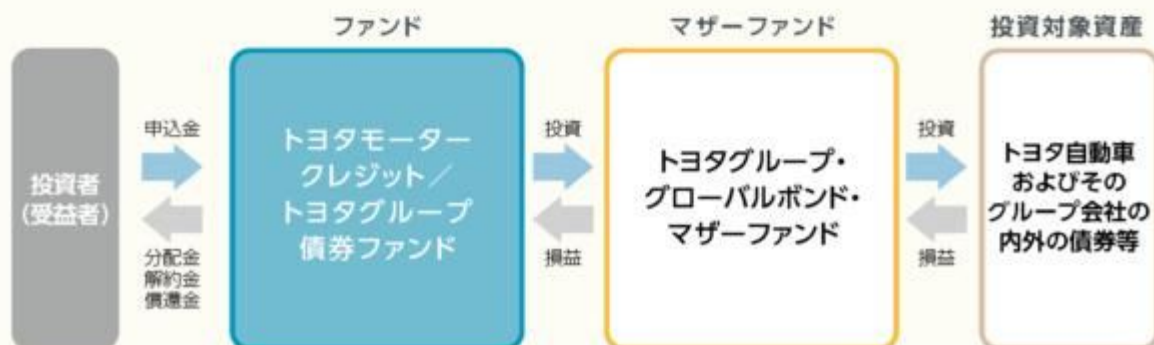 ファンド
マザーファンド
投資対象資産
投資者
(受益者)
申込金
分配金
解約金
償還金
トヨタモーター
クレジット／
トヨタグループ
債券ファンド
投資
損益
トヨタグループ・
グローバルボンド・
マザーファンド
投資
損益
トヨタ自動車
およびその
グループ会社の
内外の債券等